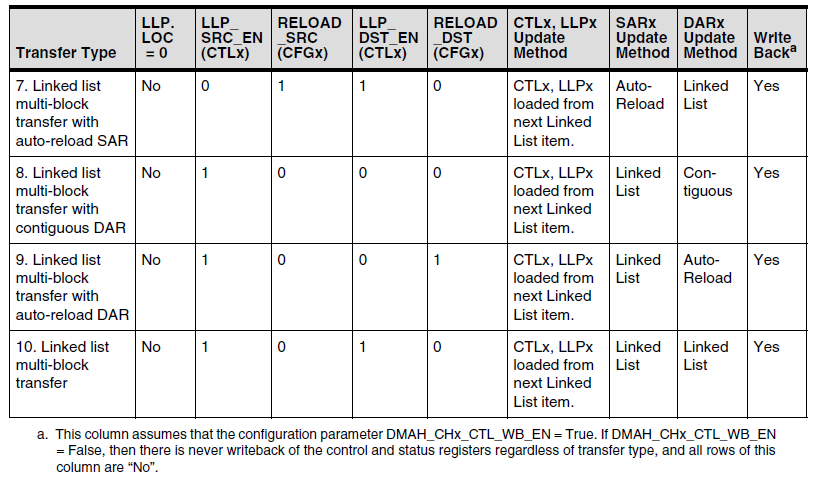 Transfer Type
LLP.
LOC
= 0
LLP_
SRC_EN
(CTLx)
RELOAD
_SRC
(CFGx)
LLP_
DST_EN
(CTLx)
RELOAD
_DST
(CFGx)
CTLx, LLPx
Update
Method
SARx
Update
Method
DARx
Update
Method
Write
Backa
7. Linked list
multi-block
transfer with
auto-reload SAR
No
0
1
1
0
CTLx, LLPx
loaded from
next Linked
List item.
Auto-
Reload
Linked
List
Yes
8. Linked list
multi-block
transfer with
contiguous DAR
No
1
0
0
0
CTLx, LLPx
loaded from
next Linked
List item.
Linked
List
Con-
tiguous
Yes
9. Linked list
multi-block
transfer with
auto-reload DAR
No
1
0
0
1
CTLx, LLPx
loaded from
next Linked
List item.
Linked
List
Auto-
Reload
Yes
10. Linked list
multi-block
transfer
No
1
0
1
0
CTLx, LLPx
loaded from
next Linked
List item.
Linked
List
Linked
List
Yes
a. This column assumes that the configuration parameter DMAH_CHx_CTL_WB_EN = True. If DMAH_CHx_CTL_WB_EN
= False, then there is never writeback of the control and status registers regardless of transfer type, and all rows of this
column are “No”.